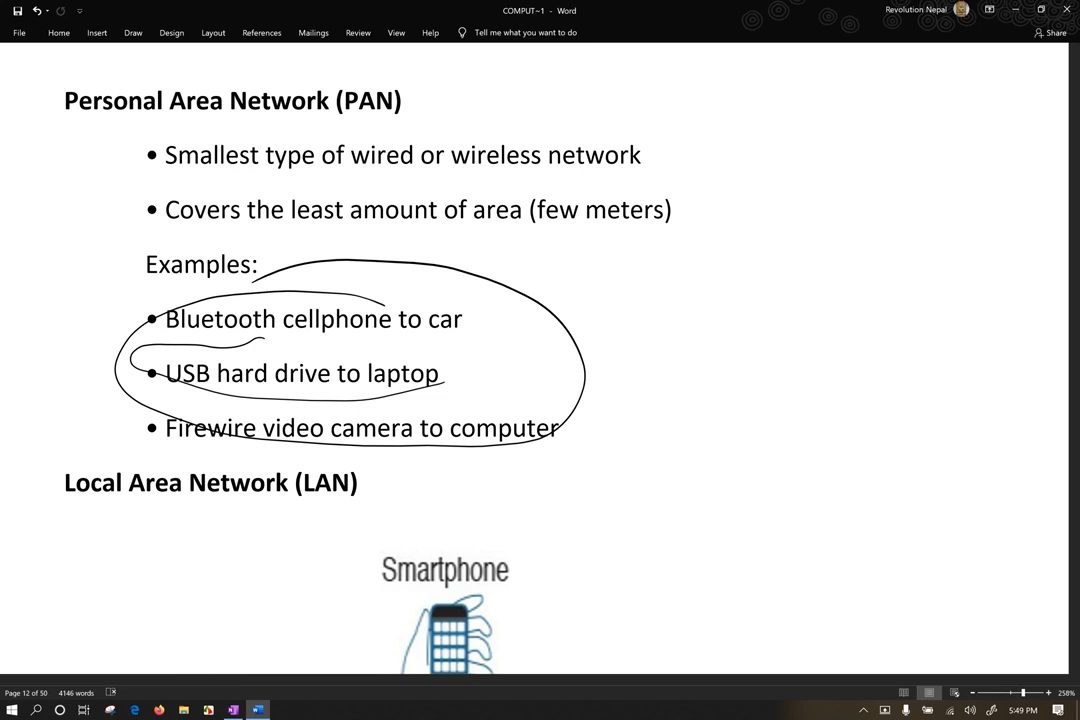 COMPUT~1 - Word
Revolution Nepal
File Home Insert Draw Design Layout References Mailings Review View Help Tell me what you want to do Share
Personal Area Network (PAN)
• Smallest type of wired or wireless network
• Covers the least amount of area (few meters)
Examples:
• Bluetooth cellphone to car
• USB hard drive to laptop
• Firewire video camera to computer
Local Area Network (LAN)
Smartphone
Page 12 of 50 4146 words 258%
5:49 PM